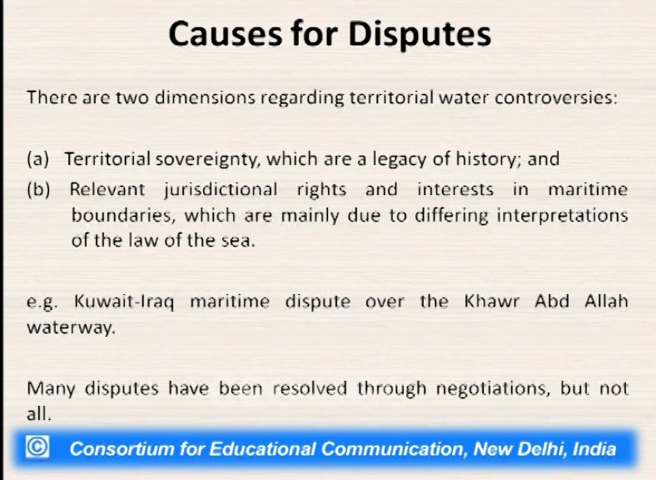 Causes for Disputes
There are two dimensions regarding territorial water controversies:
(a) Territorial sovereignty, which are a legacy of history; and
(b) Relevant jurisdictional rights and interests in maritime
boundaries, which are mainly due to differing interpretations
of the law of the sea.
e.g. Kuwait-Iraq maritime dispute over the Khawr Abd Allah
waterway.
Many disputes have been resolved through negotiations, but not
all.
© Consortium for Educational Communication, New Delhi, India